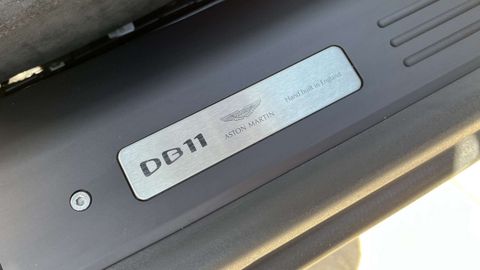 DB11
ASTON MARTIN
Hand built in England